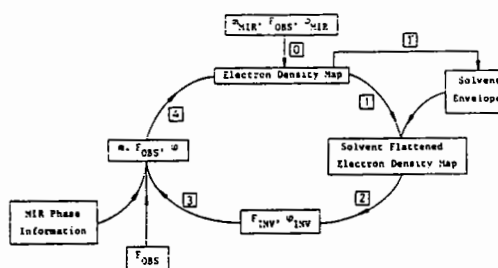 m_MIR, F_OBS, φ_MIR
0
1'
Electron Density Map
Solvent
Envelope
1
4
m, F_OBS, φ
Solvent Flattened
Electron Density Map
2
3
MIR Phase
Information
F_INV, φ_INV
F_OBS